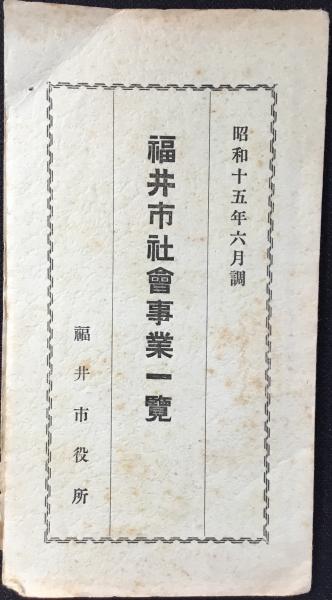 昭和十五年六月調
福井市社會事業一覽
福井市役所